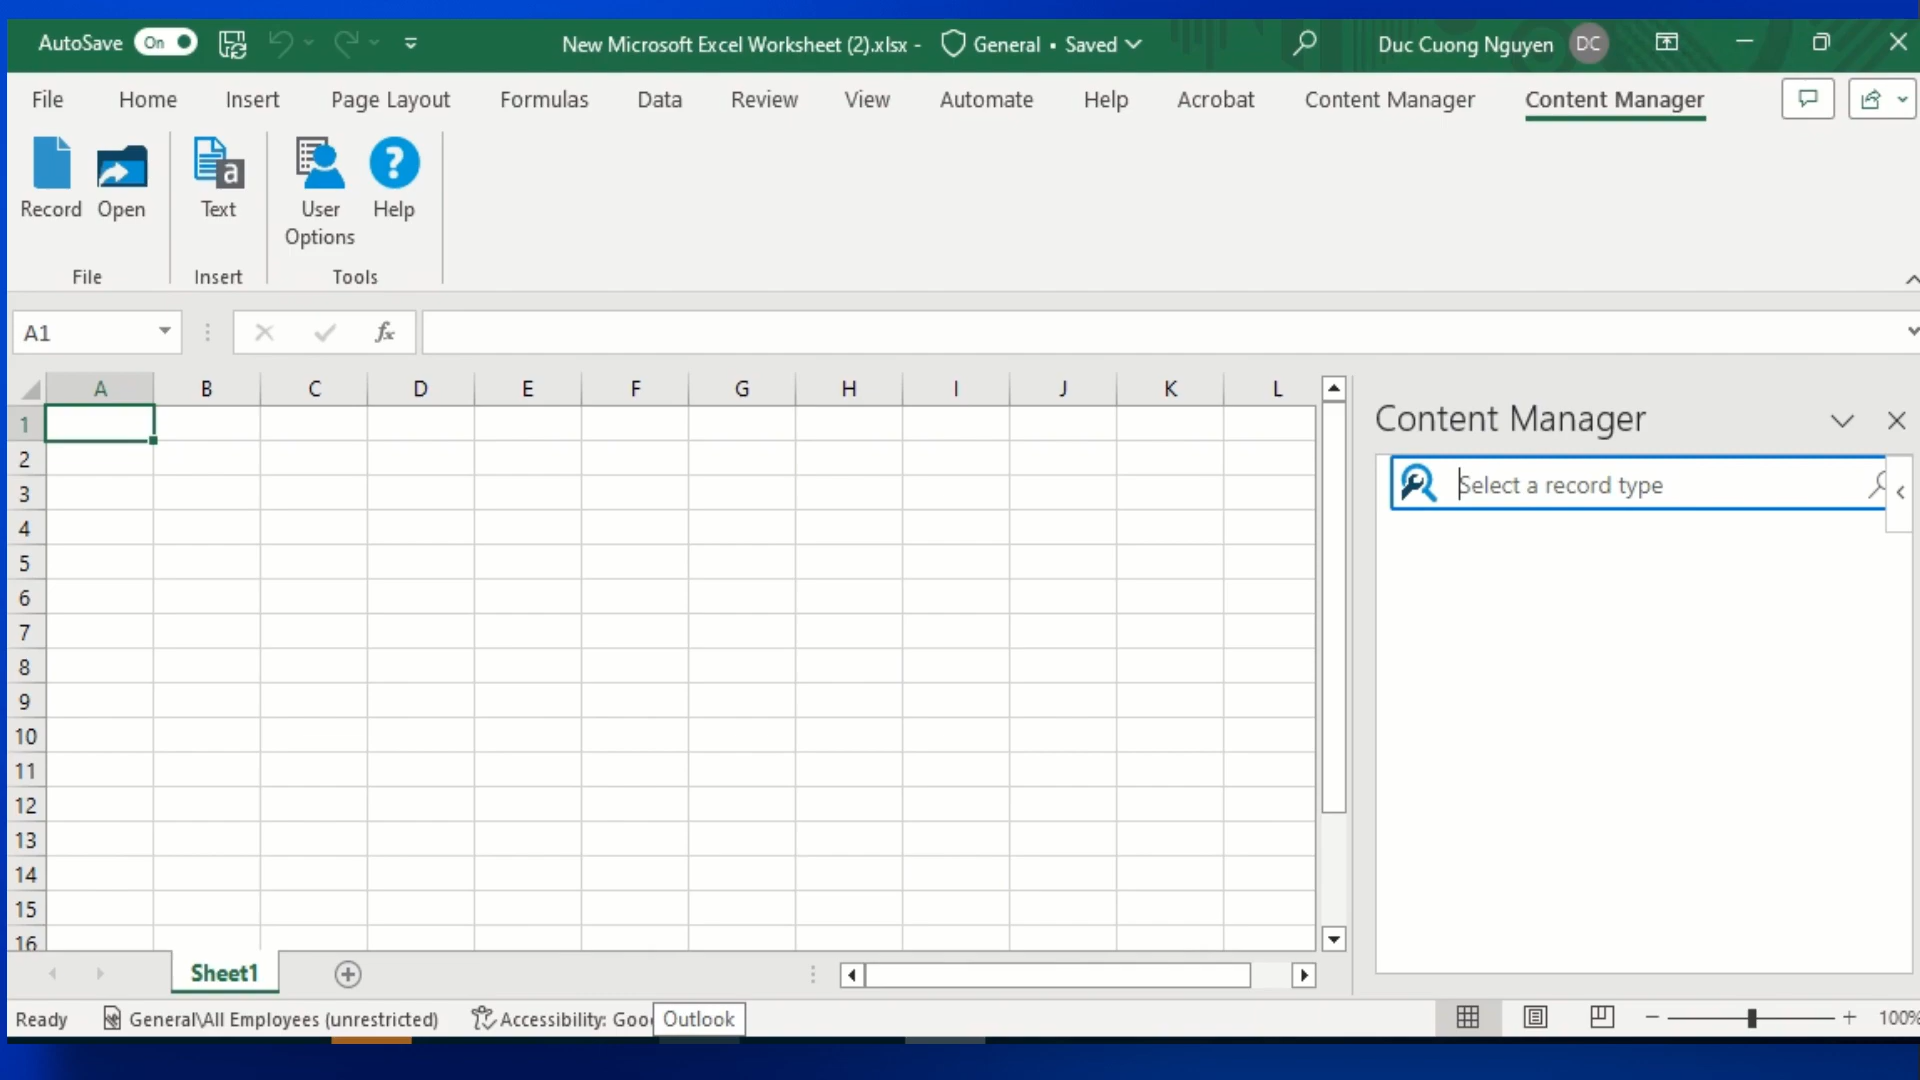 AutoSave On New Microsoft Excel Worksheet (2).xlsx - General • Saved Duc Cuong Nguyen DC
File Home Insert Page Layout Formulas Data Review View Automate Help Acrobat Content Manager Content Manager
Record Open Text User Options Help
File Insert Tools
A1 fx
A B C D E F G H I J K L
Content Manager
Select a record type
1
2
3
4
5
6
7
8
9
10
11
12
13
14
15
16
Sheet1
Ready General\All Employees (unrestricted) Accessibility: Goo Outlook 100%